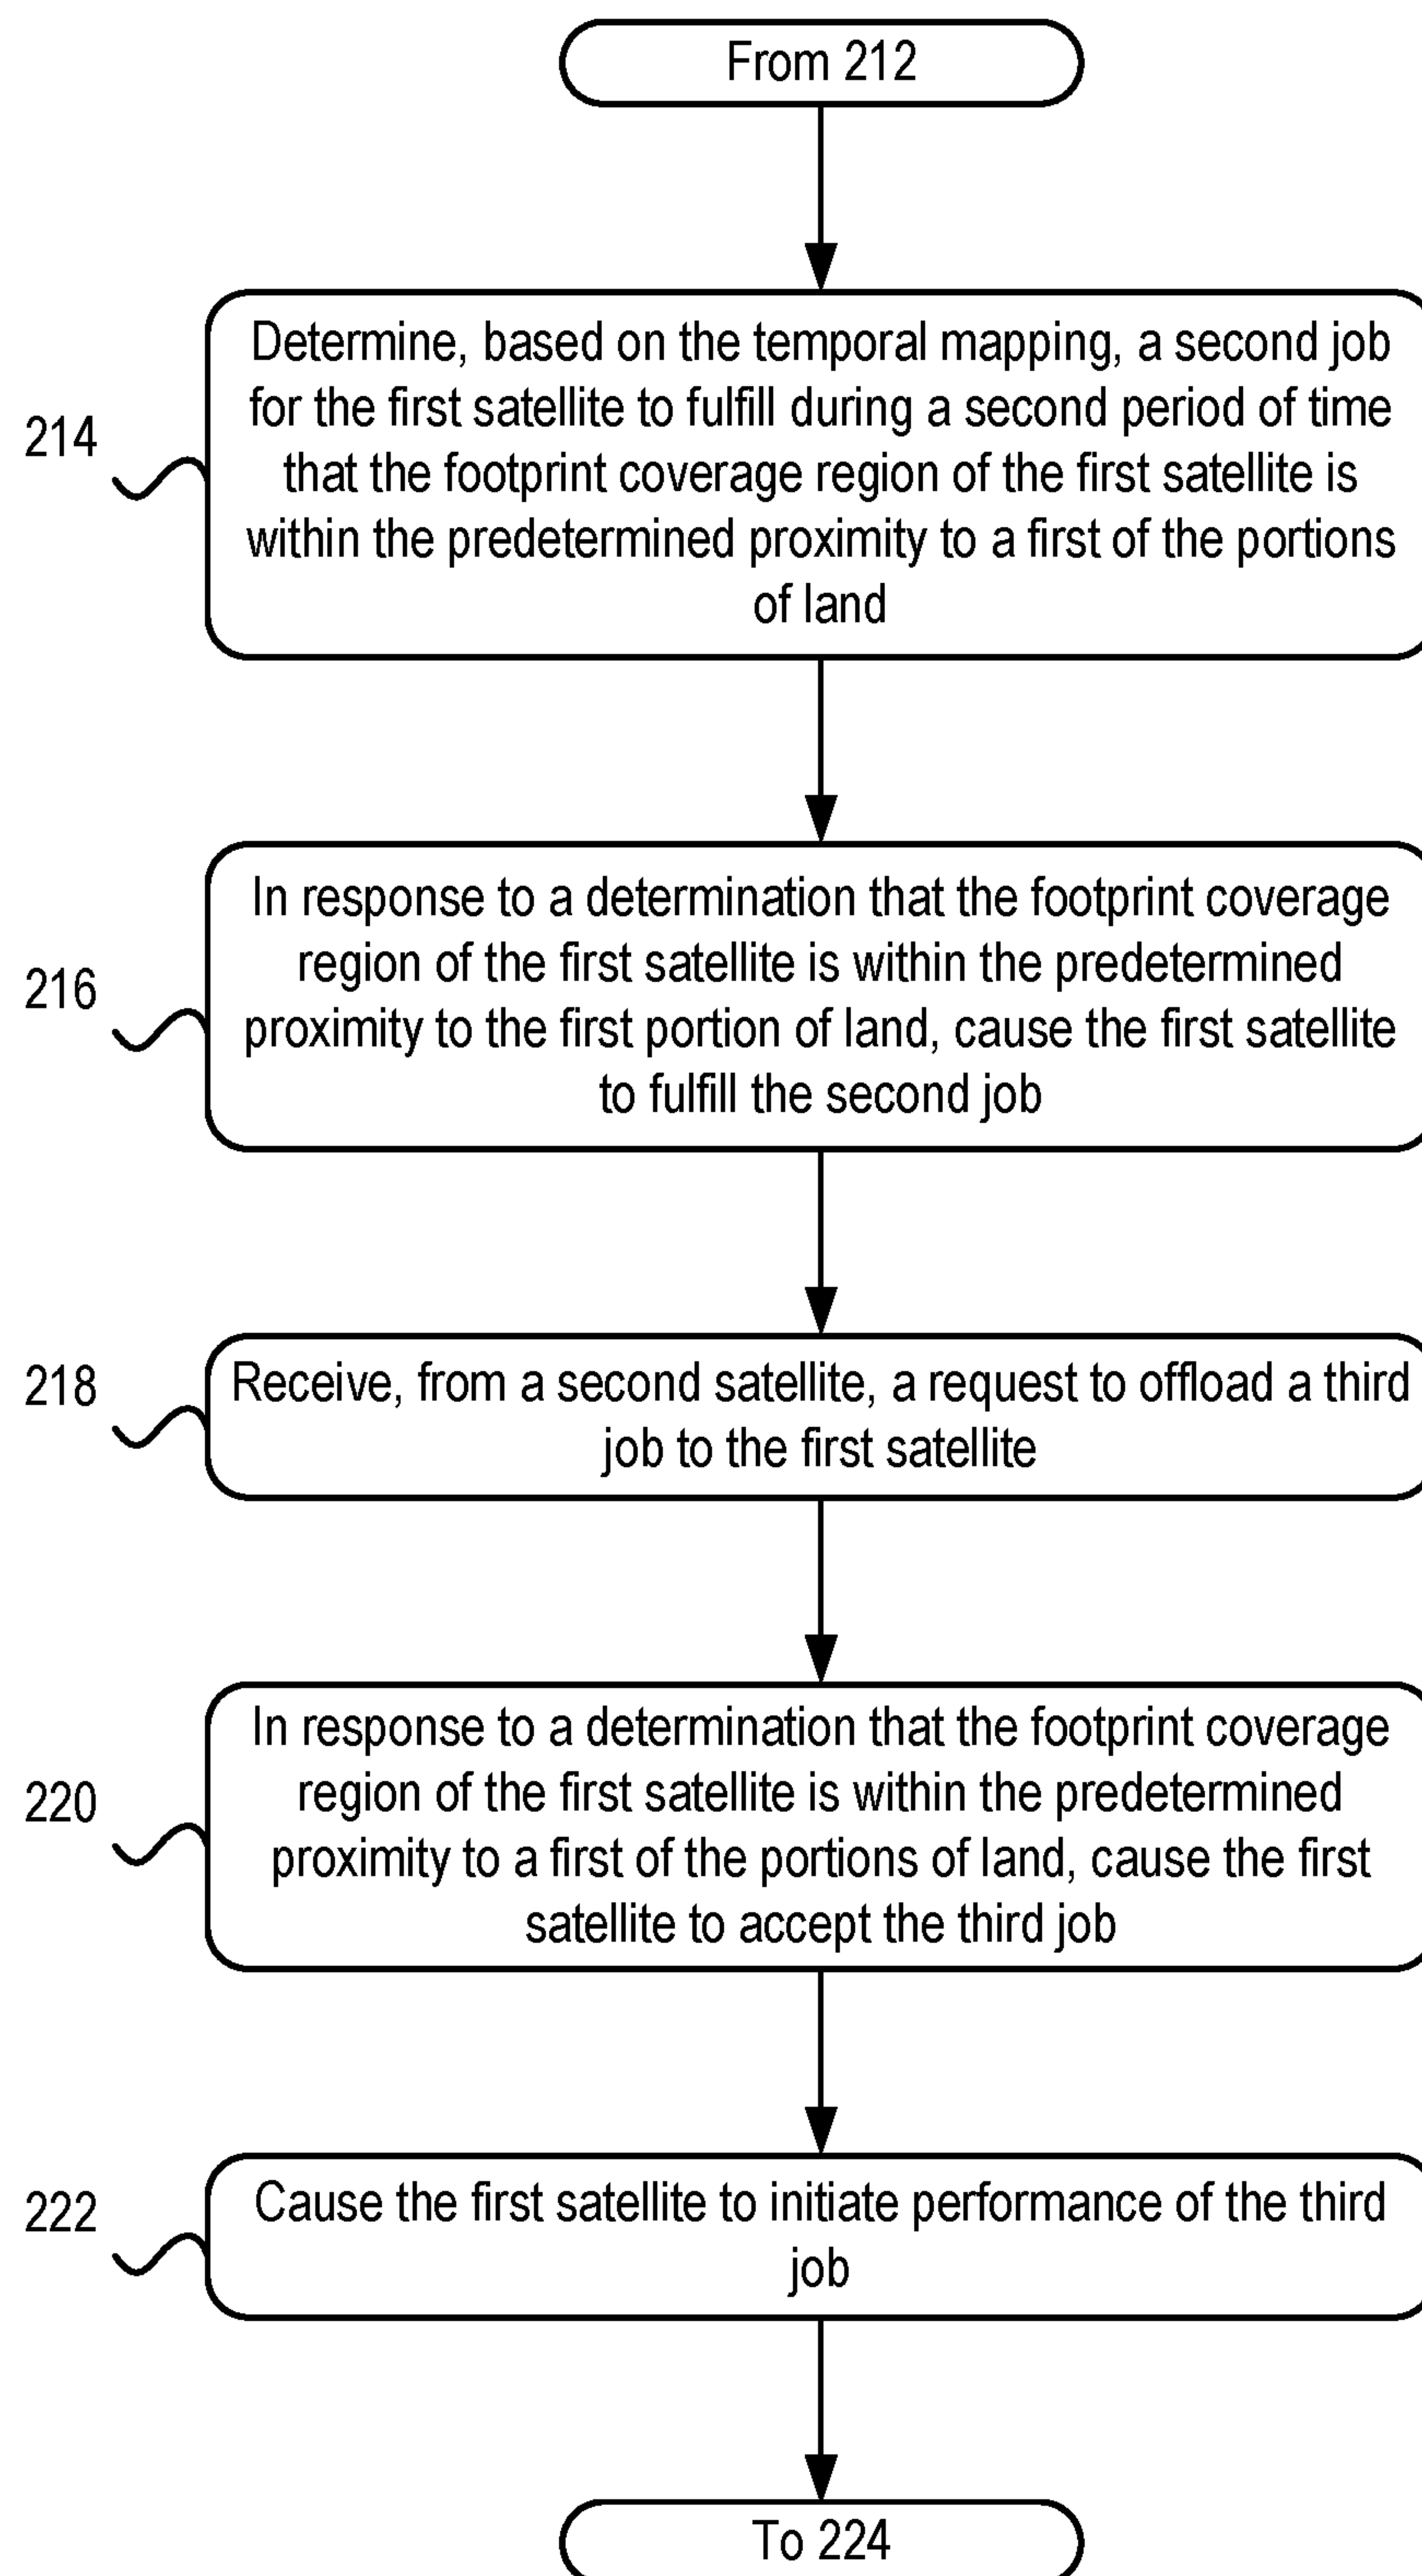 From 212
214
Determine, based on the temporal mapping, a second job
for the first satellite to fulfill during a second period of time
that the footprint coverage region of the first satellite is
within the predetermined proximity to a first of the portions
of land
216
In response to a determination that the footprint coverage
region of the first satellite is within the predetermined
proximity to the first portion of land, cause the first satellite
to fulfill the second job
218
Receive, from a second satellite, a request to offload a third
job to the first satellite
220
In response to a determination that the footprint coverage
region of the first satellite is within the predetermined
proximity to a first of the portions of land, cause the first
satellite to accept the third job
222
Cause the first satellite to initiate performance of the third
job
To 224